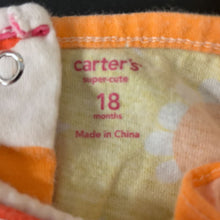 carter's
super-cute
18
months
Made in China